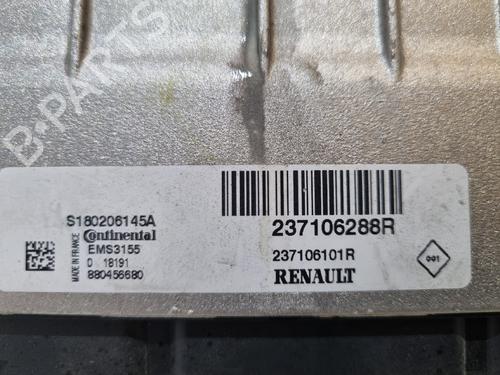 B-PARTS
S180206145A
Continental
EMS3155
0 18191
880456680
MADE IN FRANCE
237106288R
237106101R
RENAULT
001